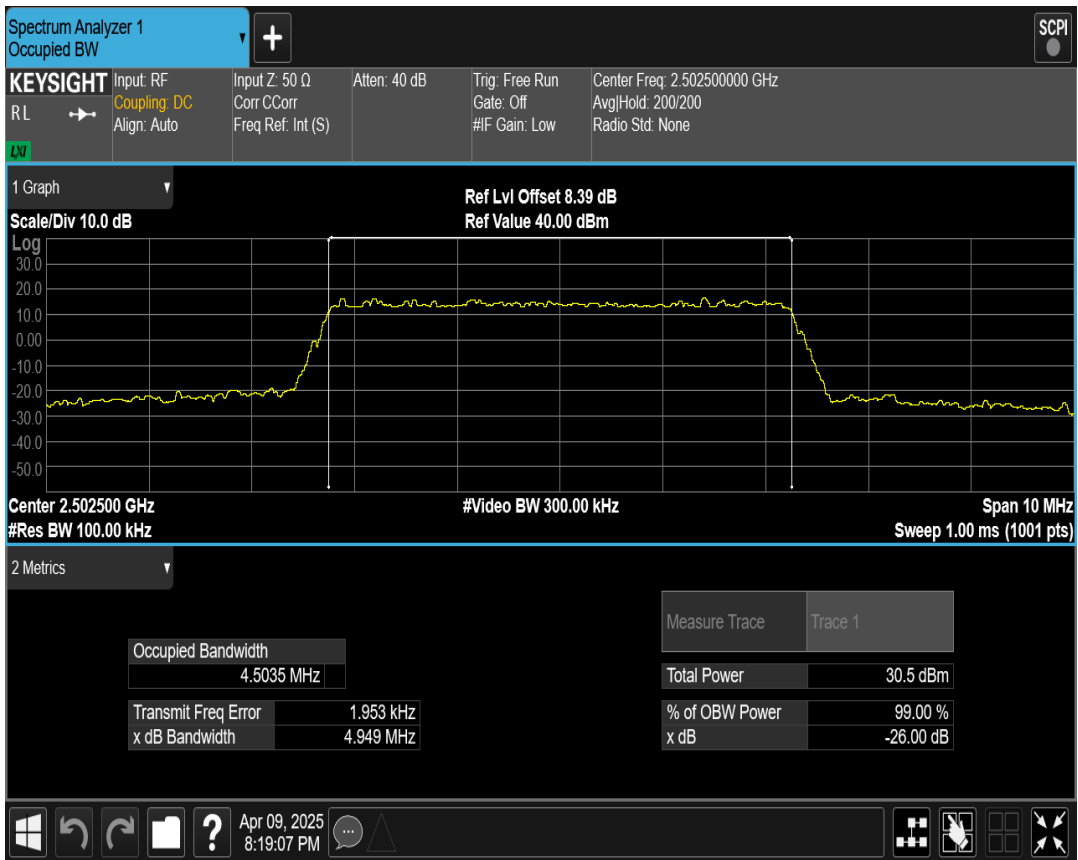 Spectrum Analyzer 1
Occupied BW
+
SCPI
KEYSIGHT
RL
LXI
Input: RF
Coupling: DC
Align: Auto
Input Z: 50 Ω
Corr CCorr
Freq Ref: Int (S)
Atten: 40 dB
Trig: Free Run
Gate: Off
#IF Gain: Low
Center Freq: 2.502500000 GHz
Avg|Hold: 200/200
Radio Std: None
1 Graph
Ref Lvl Offset 8.39 dB
Scale/Div 10.0 dB
Ref Value 40.00 dBm
Log
30.0
20.0
10.0
0.00
-10.0
-20.0
-30.0
-40.0
-50.0
Center 2.502500 GHz
#Video BW 300.00 kHz
Span 10 MHz
#Res BW 100.00 kHz
Sweep 1.00 ms (1001 pts)
2 Metrics
Measure Trace
Trace 1
Occupied Bandwidth
4.5035 MHz
Total Power
30.5 dBm
Transmit Freq Error
1.953 kHz
% of OBW Power
99.00 %
x dB Bandwidth
4.949 MHz
x dB
-26.00 dB
?
Apr 09, 2025
8:19:07 PM